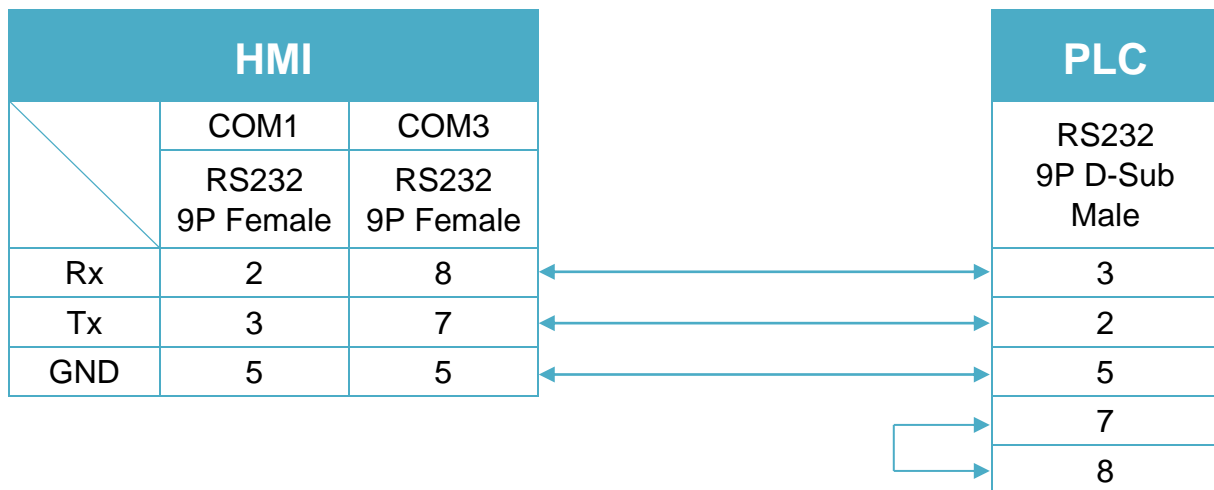 HMI
PLC
COM1 COM3
RS232
9P Female
RS232
9P Female
RS232
9P D-Sub
Male
Rx 2 8 3
Tx 3 7 2
GND 5 5 5
7
8